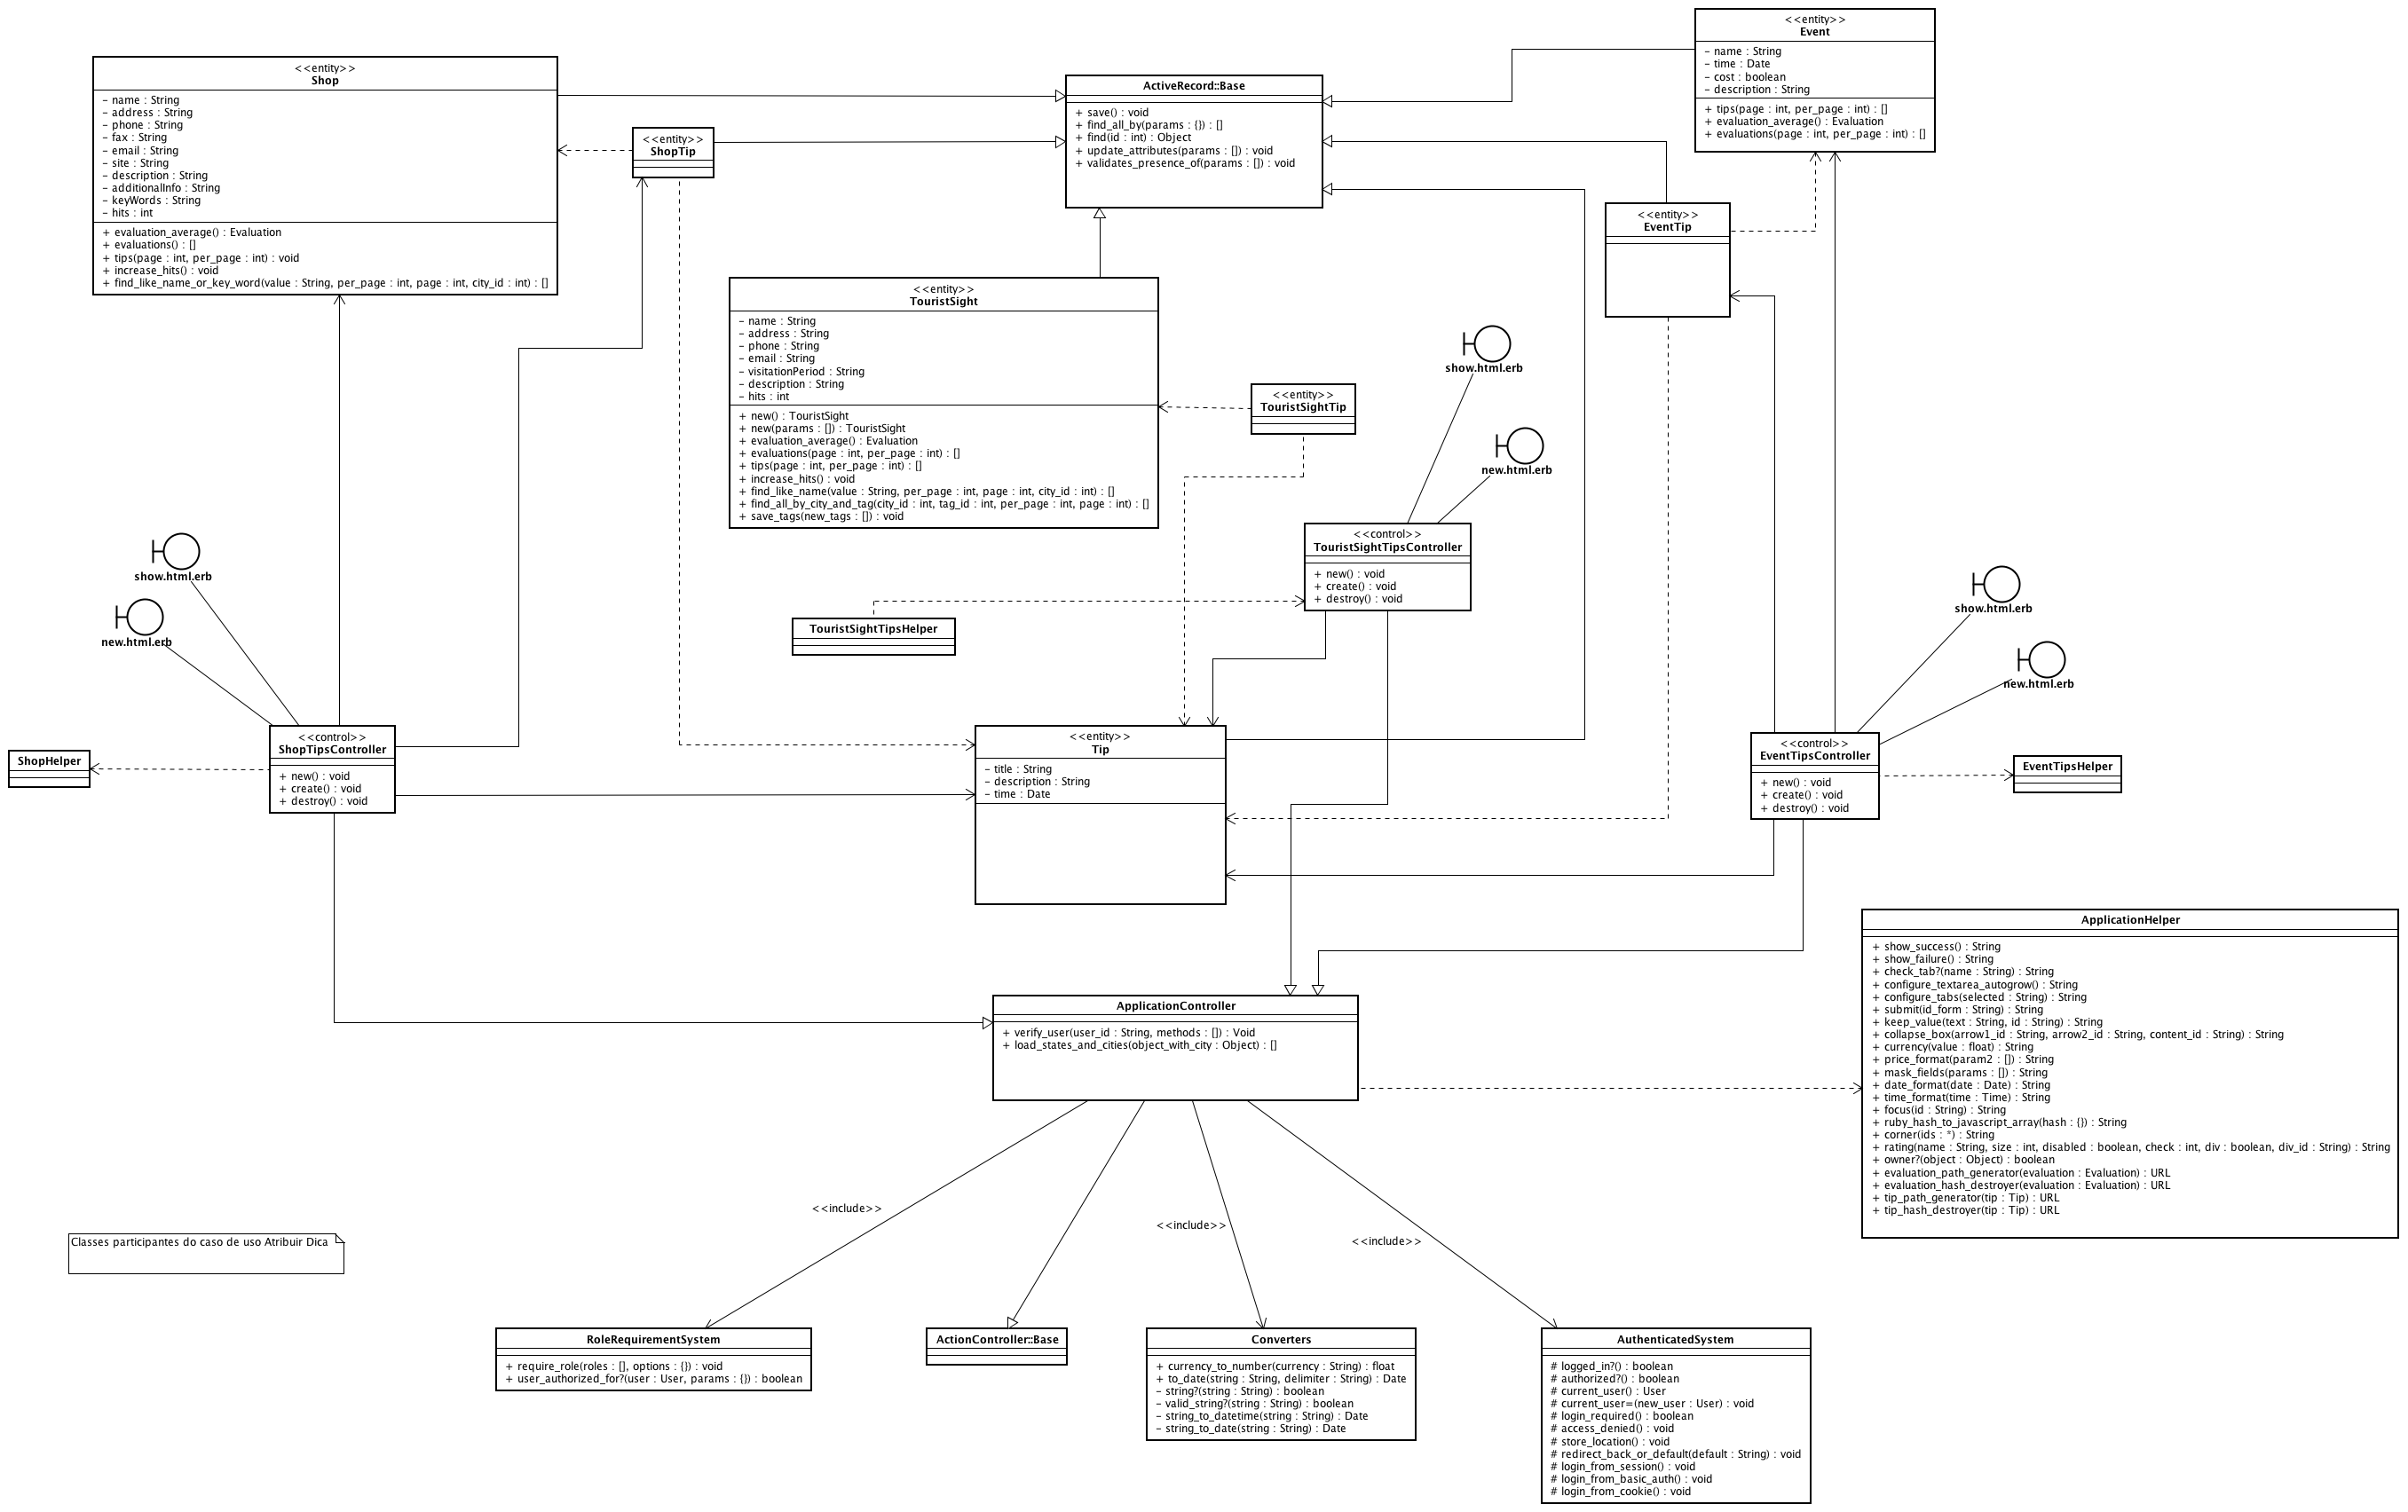 <<entity>>
Shop
- name : String
- address : String
- phone : String
- fax : String
- email : String
- site : String
- description : String
- additionalInfo : String
- keyWords : String
- hits : int
+ evaluation_average() : Evaluation
+ evaluations() : []
+ tips(page : int, per_page : int) : void
+ increase_hits() : void
+ find_like_name_or_key_word(value : String, per_page : int, page : int, city_id : int) : []
<<entity>>
ShopTip
ActiveRecord::Base
+ save() : void
+ find_all_by(params : {}) : []
+ find(id : int) : Object
+ update_attributes(params : []) : void
+ validates_presence_of(params : []) : void
<<entity>>
Event
- name : String
- time : Date
- cost : boolean
- description : String
+ tips(page : int, per_page : int) : []
+ evaluation_average() : Evaluation
+ evaluations(page : int, per_page : int) : []
<<entity>>
EventTip
<<entity>>
TouristSight
- name : String
- address : String
- phone : String
- email : String
- visitationPeriod : String
- description : String
- hits : int
+ new() : TouristSight
+ new(params : []) : TouristSight
+ evaluation_average() : Evaluation
+ evaluations(page : int, per_page : int) : []
+ tips(page : int, per_page : int) : []
+ increase_hits() : void
+ find_like_name(value : String, per_page : int, page : int, city_id : int) : []
+ find_all_by_city_and_tag(city_id : int, tag_id : int, per_page : int, page : int) : []
+ save_tags(new_tags : []) : void
<<entity>>
TouristSightTip
show.html.erb
new.html.erb
<<control>>
TouristSightTipsController
+ new() : void
+ create() : void
+ destroy() : void
TouristSightTipsHelper
show.html.erb
new.html.erb
<<control>>
ShopTipsController
+ new() : void
+ create() : void
+ destroy() : void
ShopHelper
<<entity>>
Tip
- title : String
- description : String
- time : Date
show.html.erb
new.html.erb
<<control>>
EventTipsController
+ new() : void
+ create() : void
+ destroy() : void
EventTipsHelper
ApplicationHelper
+ show_success() : String
+ show_failure() : String
+ check_tab?(name : String) : String
+ configure_textarea_autogrow() : String
+ configure_tabs(selected : String) : String
+ submit(id_form : String) : String
+ keep_value(text : String, id : String) : String
+ collapse_box(arrow1_id : String, arrow2_id : String, content_id : String) : String
+ currency(value : float) : String
+ price_format(param2 : []) : String
+ mask_fields(params : []) : String
+ date_format(date : Date) : String
+ time_format(time : Time) : String
+ focus(id : String) : String
+ ruby_hash_to_javascript_array(hash : {}) : String
+ corner(ids : *) : String
+ rating(name : String, size : int, disabled : boolean, check : int, div : boolean, div_id : String) : String
+ owner?(object : Object) : boolean
+ evaluation_path_generator(evaluation : Evaluation) : URL
+ evaluation_hash_destroyer(evaluation : Evaluation) : URL
+ tip_path_generator(tip : Tip) : URL
+ tip_hash_destroyer(tip : Tip) : URL
ApplicationController
+ verify_user(user_id : String, methods : []) : Void
+ load_states_and_cities(object_with_city : Object) : []
<<include>>
<<include>>
<<include>>
Classes participantes do caso de uso Atribuir Dica
RoleRequirementSystem
+ require_role(roles : [], options : {}) : void
+ user_authorized_for?(user : User, params : {}) : boolean
ActionController::Base
Converters
+ currency_to_number(currency : String) : float
+ to_date(string : String, delimiter : String) : Date
- string?(string : String) : boolean
- valid_string?(string : String) : boolean
- string_to_datetime(string : String) : Date
- string_to_date(string : String) : Date
AuthenticatedSystem
# logged_in?() : boolean
# authorized?() : boolean
# current_user() : User
# current_user=(new_user : User) : void
# login_required() : boolean
# access_denied() : void
# store_location() : void
# redirect_back_or_default(default : String) : void
# login_from_session() : void
# login_from_basic_auth() : void
# login_from_cookie() : void